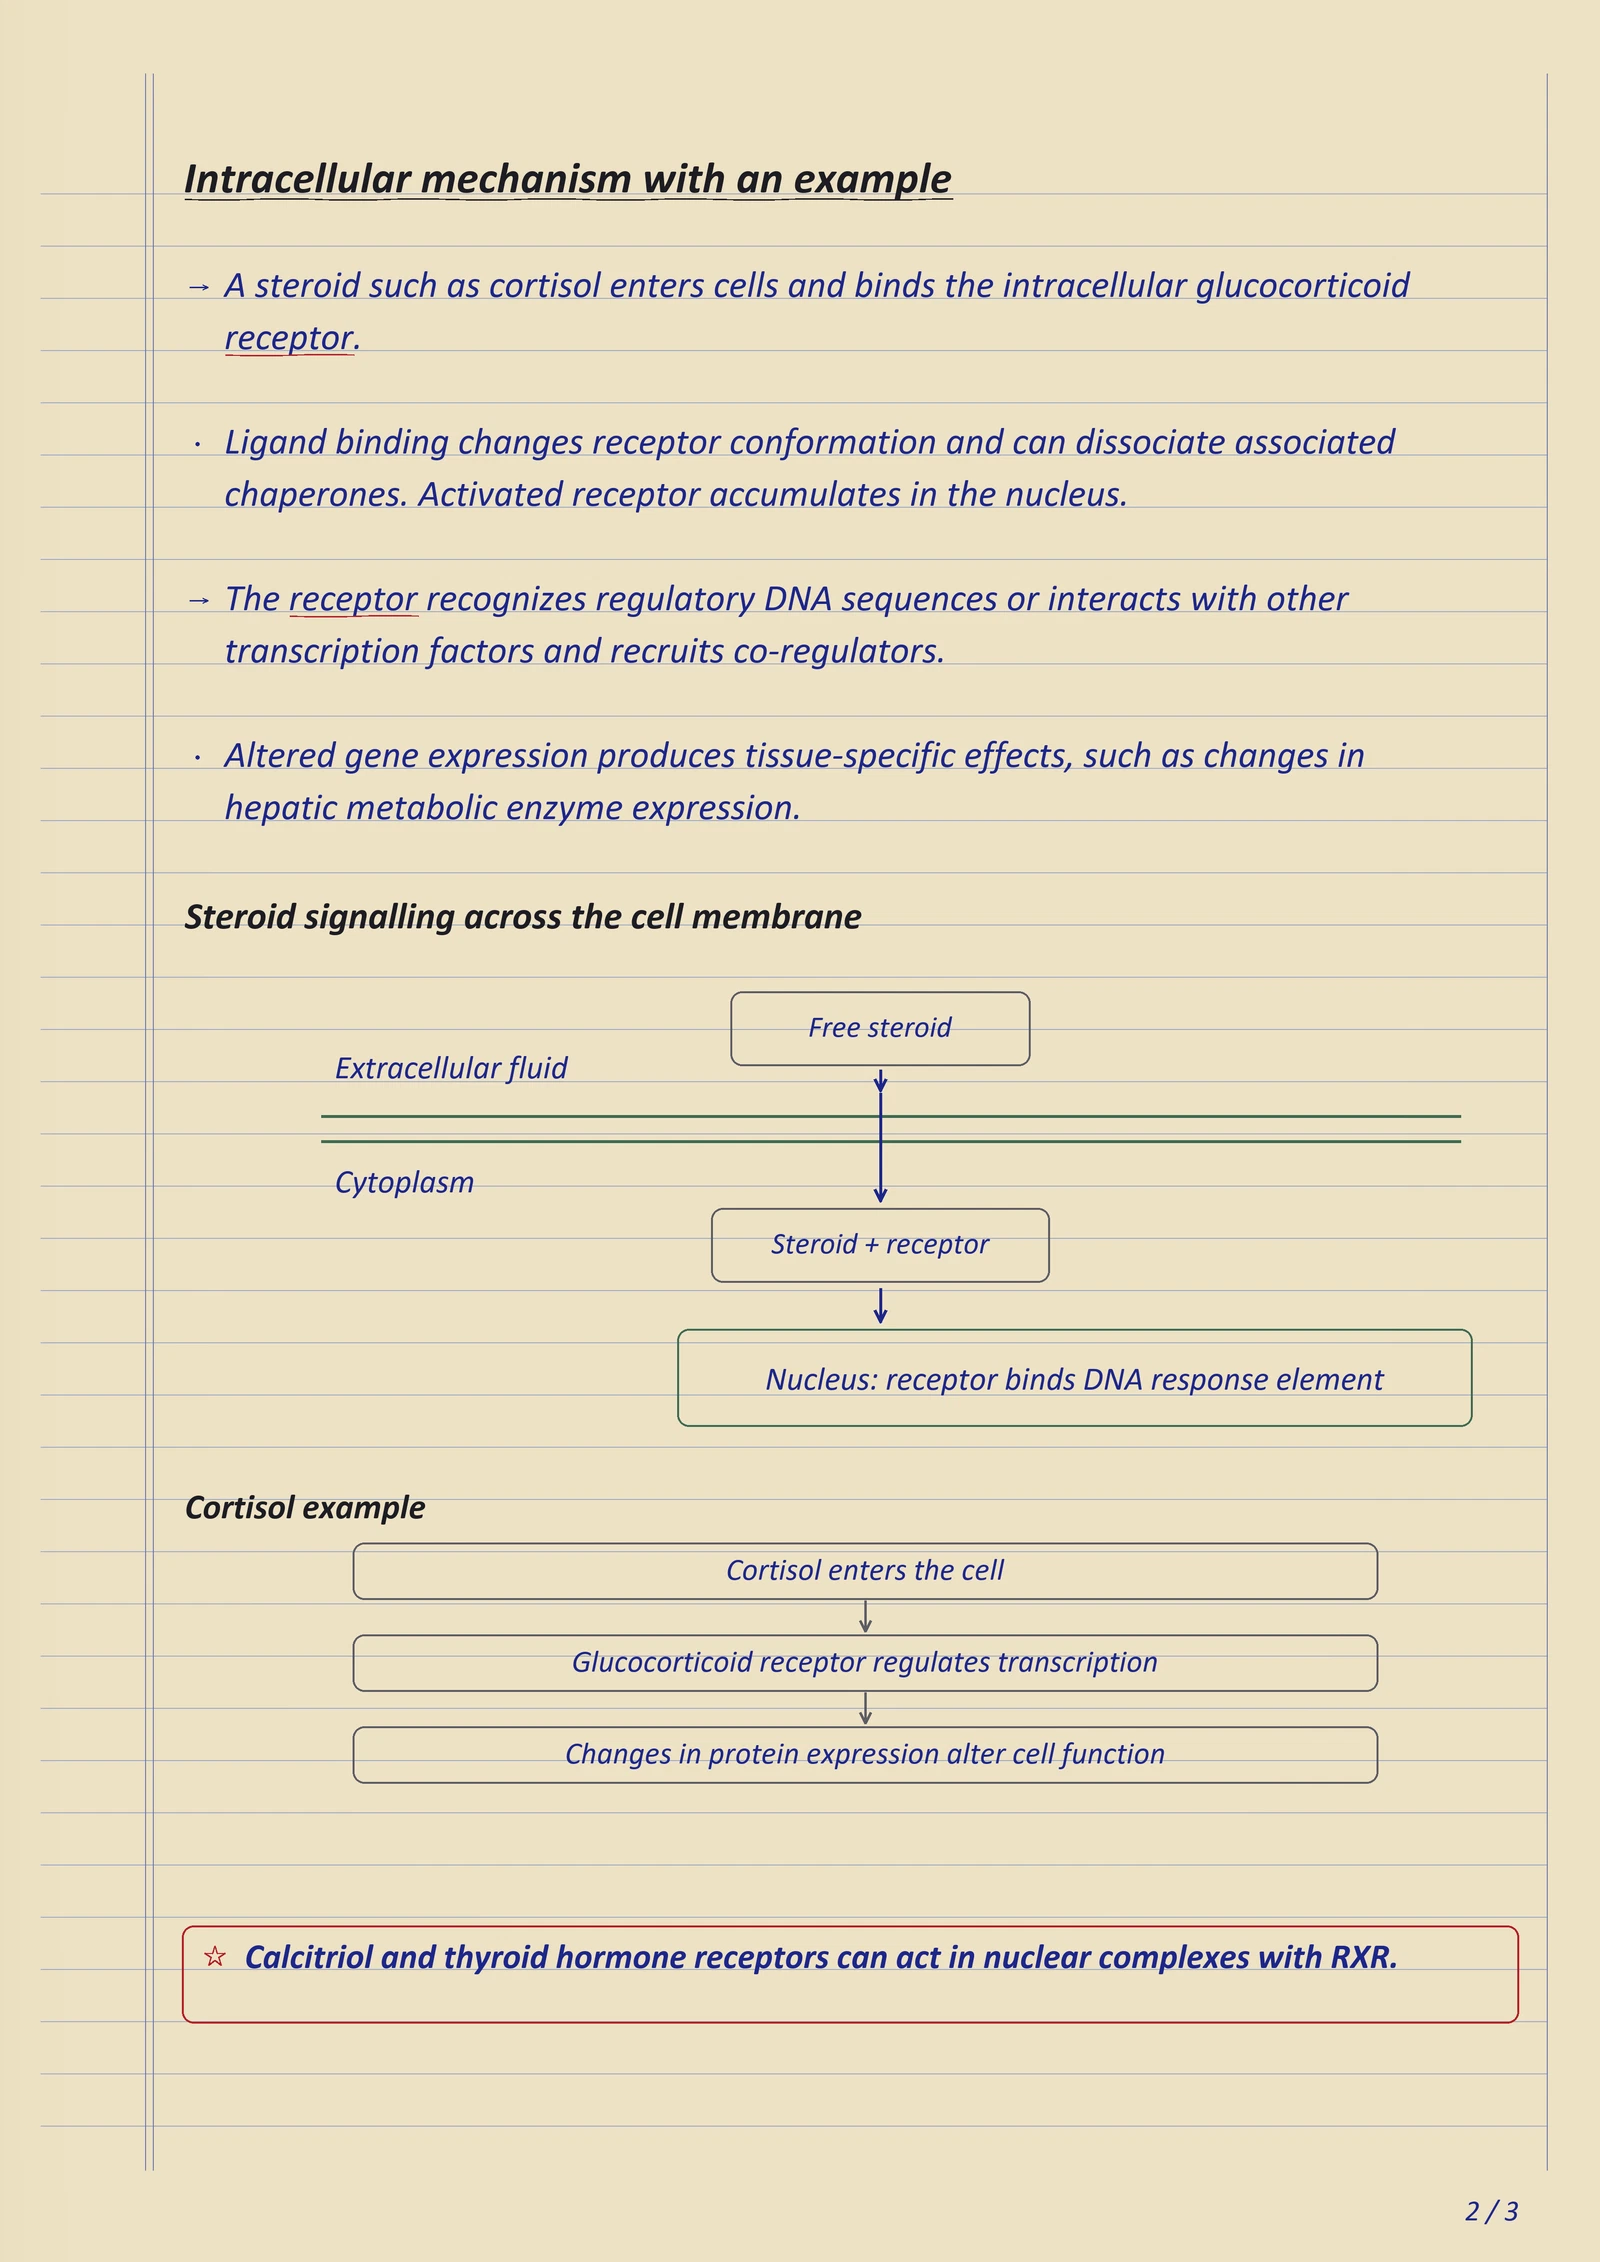 Intracellular mechanism with an example
→ A steroid such as cortisol enters cells and binds the intracellular glucocorticoid
receptor.
· Ligand binding changes receptor conformation and can dissociate associated
chaperones. Activated receptor accumulates in the nucleus.
→ The receptor recognizes regulatory DNA sequences or interacts with other
transcription factors and recruits co-regulators.
· Altered gene expression produces tissue-specific effects, such as changes in
hepatic metabolic enzyme expression.
Steroid signalling across the cell membrane
Free steroid
Extracellular fluid
Cytoplasm
Steroid + receptor
Nucleus: receptor binds DNA response element
Cortisol example
Cortisol enters the cell
Glucocorticoid receptor regulates transcription
Changes in protein expression alter cell function
☆ Calcitriol and thyroid hormone receptors can act in nuclear complexes with RXR.
2 / 3